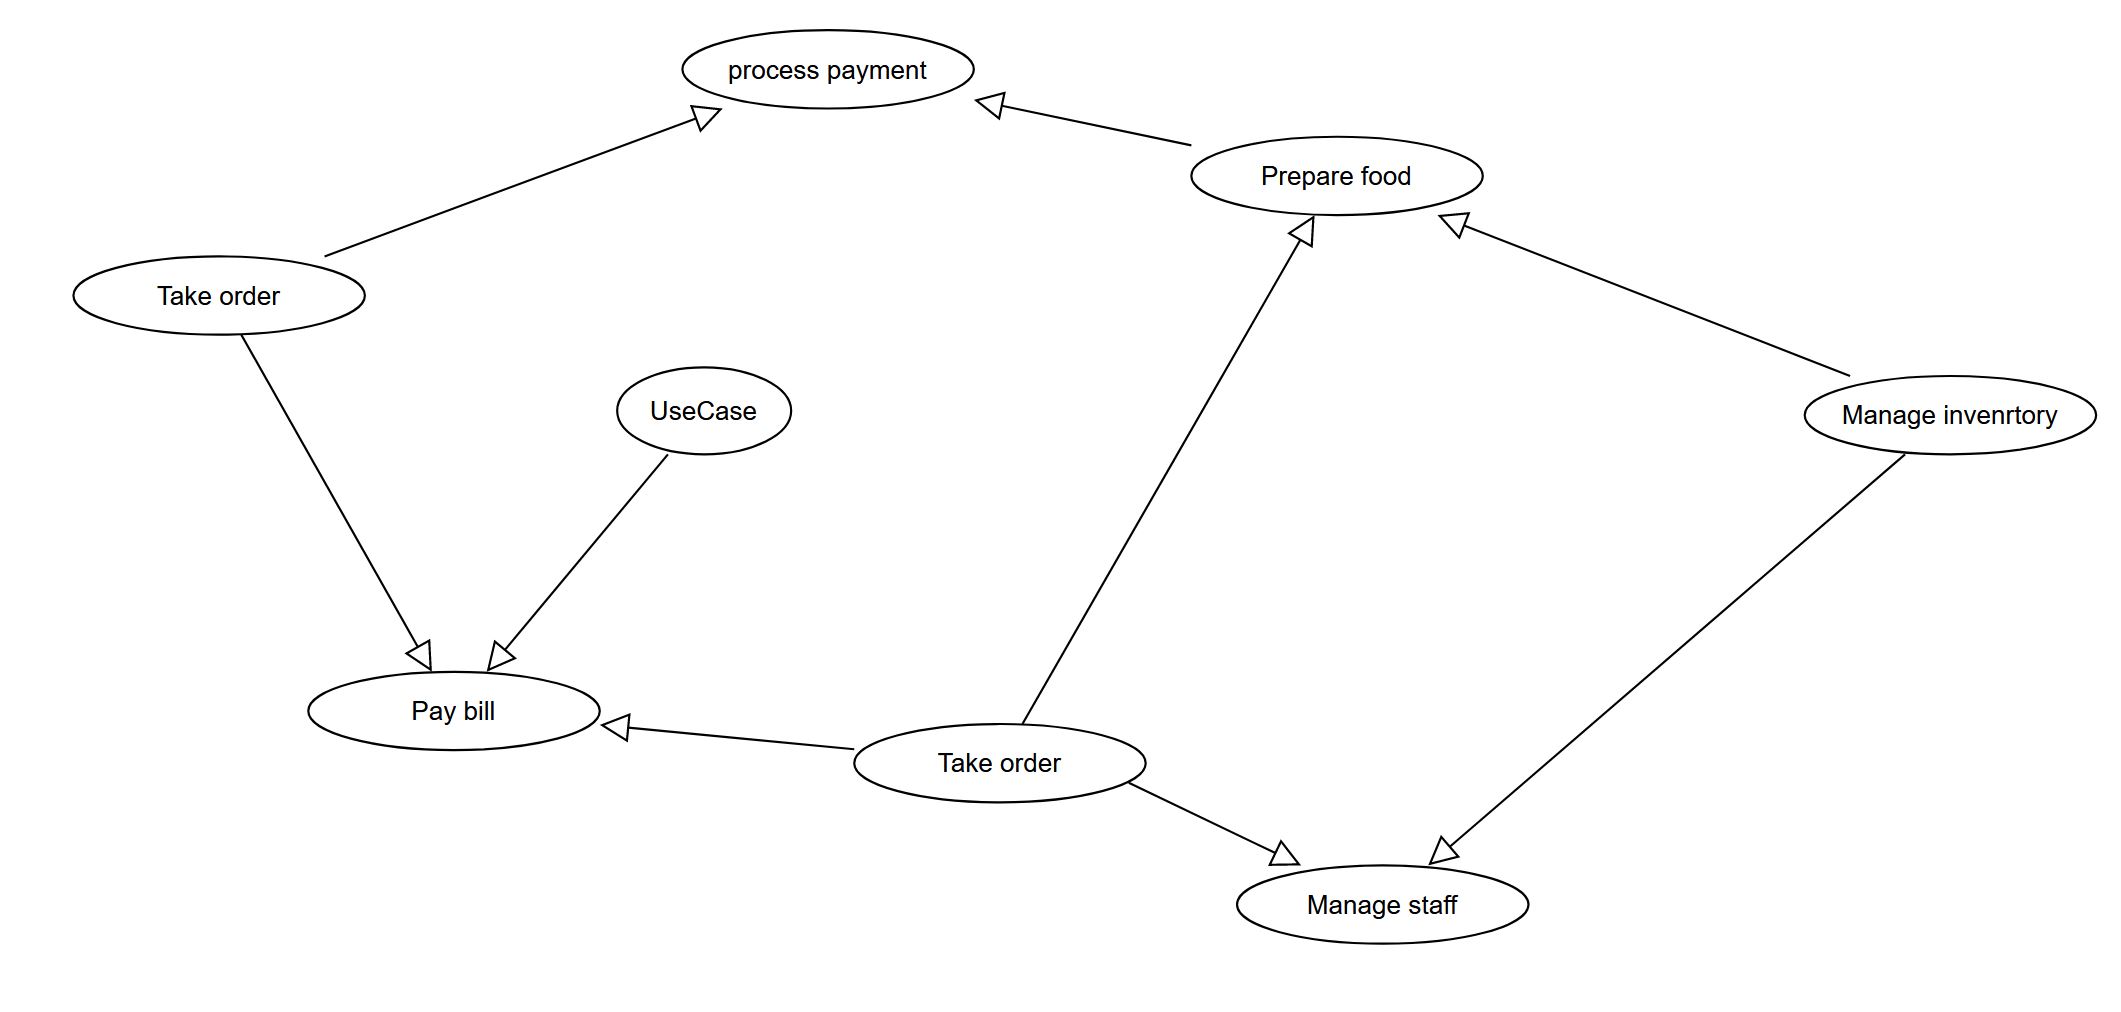 process payment
Prepare food
Take order
UseCase
Manage invenrtory
Pay bill
Take order
Manage staff